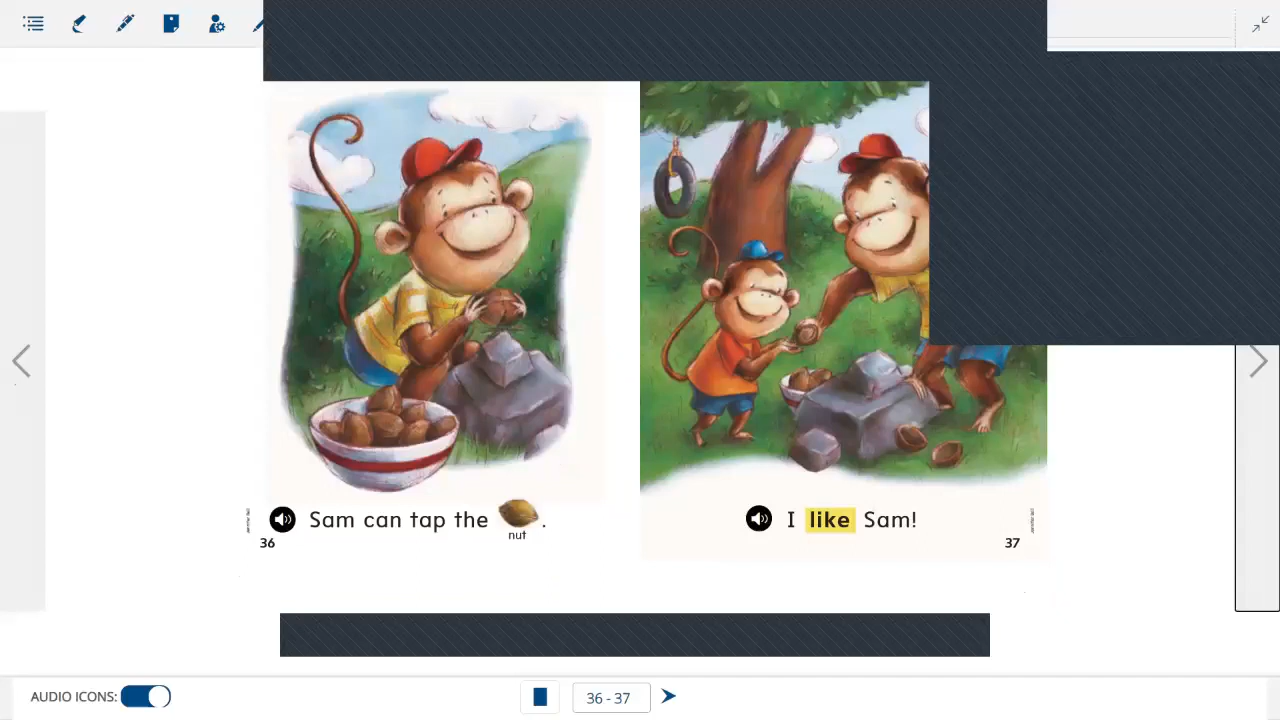 Sam can tap the .
nut
36
I like Sam!
37
AUDIO ICONS:
36 - 37